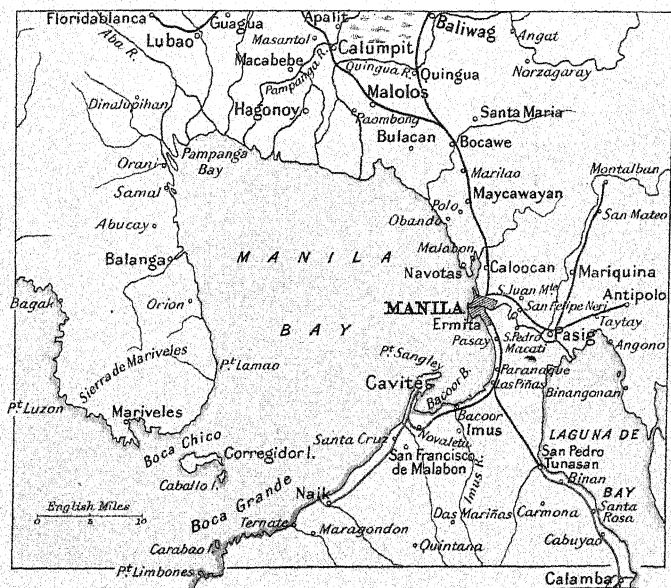 Floridablanca
Guagua
Apalit
Baliwag
Lubao
Masantol
Calumpit
Angat
Aba R.
Macabebe
Pampanga R.
Quingua R.
Quingua
Norzagaray
Dinalupihan
Hagonoy
Malolos
Paombong
Santa Maria
Bulacan
Bocawe
Orani
Pampanga
Bay
Marilao
Montalban
Samal
Maycawayan
Polo
San Mateo
Abucay
Obando
Malabon
Balanga
MANILA
Navotas
Caloocan
Mariquina
Bagak
Orion
S. Juan Mte
Antipolo
MANILA
San Felipe Neri
Ermita
Taytay
BAY
Pasay
S. Pedro
Macati
Pasig
Angono
Sierra de Mariveles
Pt. Lamao
Pt. Sangley
Paranaque
Cavite
Bacoor B.
Las Piñas
Binangonan
Pt. Luzon
Mariveles
Bacoor
LAGUNA DE
Boca Chico
Santa Cruz
Novaleta
Imus
Corregidor I.
San Francisco
de Malabon
San Pedro
Tunasan
Caballo I.
Imus R.
Binan
BAY
English Miles
Boca Grande
Naik
Santa
Rosa
0 5 10
Ternate
Das Mariñas
Carmona
Maragondon
Carabao I.
Quintana
Cabuyao
Pt. Limbones
Calamba